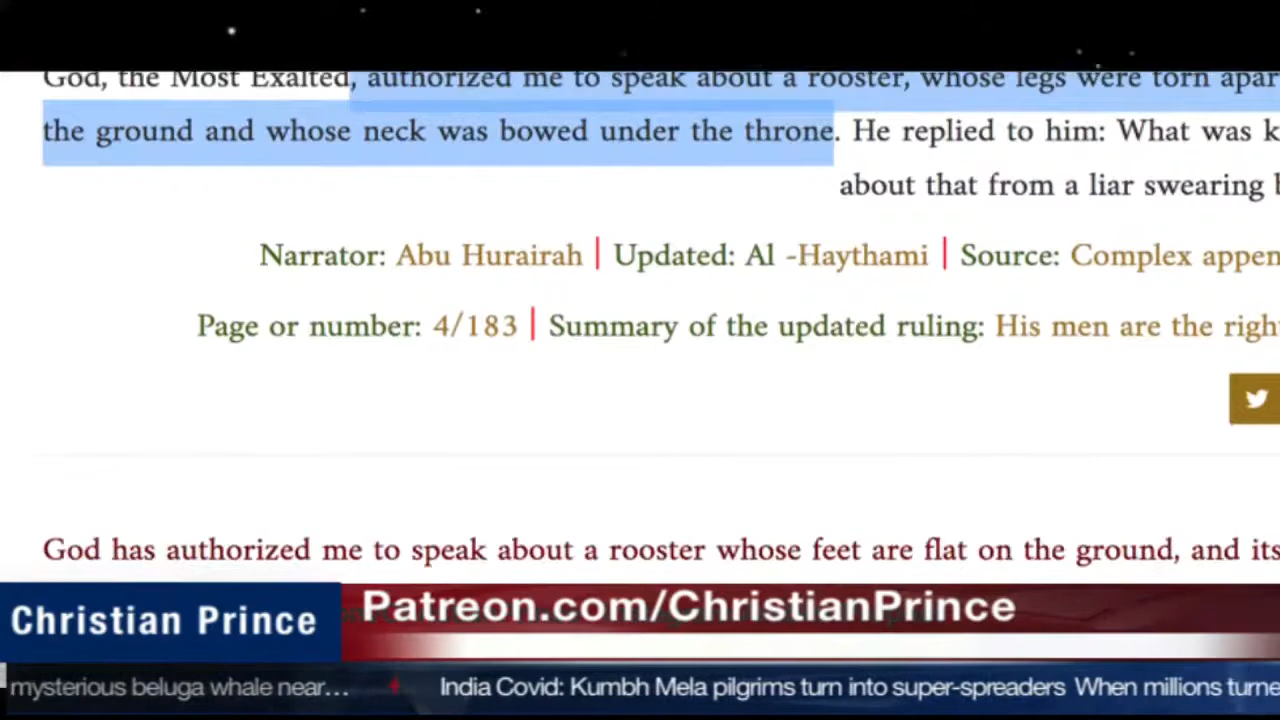 God, the Most Exalted, authorized me to speak about a rooster, whose legs were torn apar
the ground and whose neck was bowed under the throne. He replied to him: What was k
about that from a liar swearing
Narrator: Abu Hurairah | Updated: Al -Haythami | Source: Complex appen
Page or number: 4/183 | Summary of the updated ruling: His men are the righ
God has authorized me to speak about a rooster whose feet are flat on the ground, and its
Christian Prince
Patreon.com/ChristianPrince
mysterious beluga whale near... India Covid: Kumbh Mela pilgrims turn into super-spreaders When millions turne